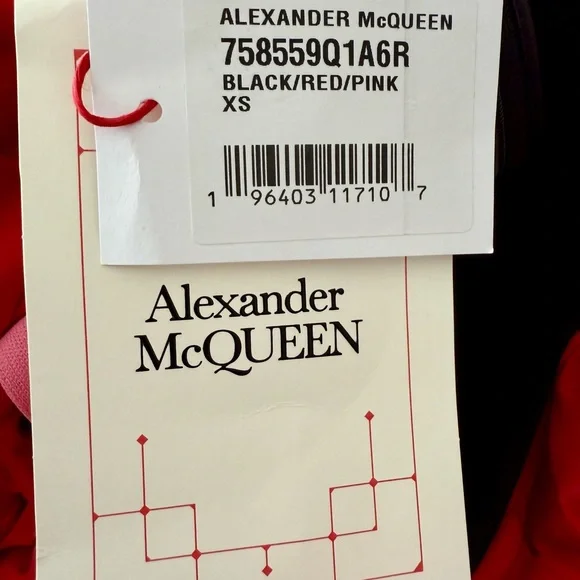 ALEXANDER McQUEEN
758559Q1A6R
BLACK/RED/PINK
XS
1 96403 11710 7
Alexander
McQUEEN